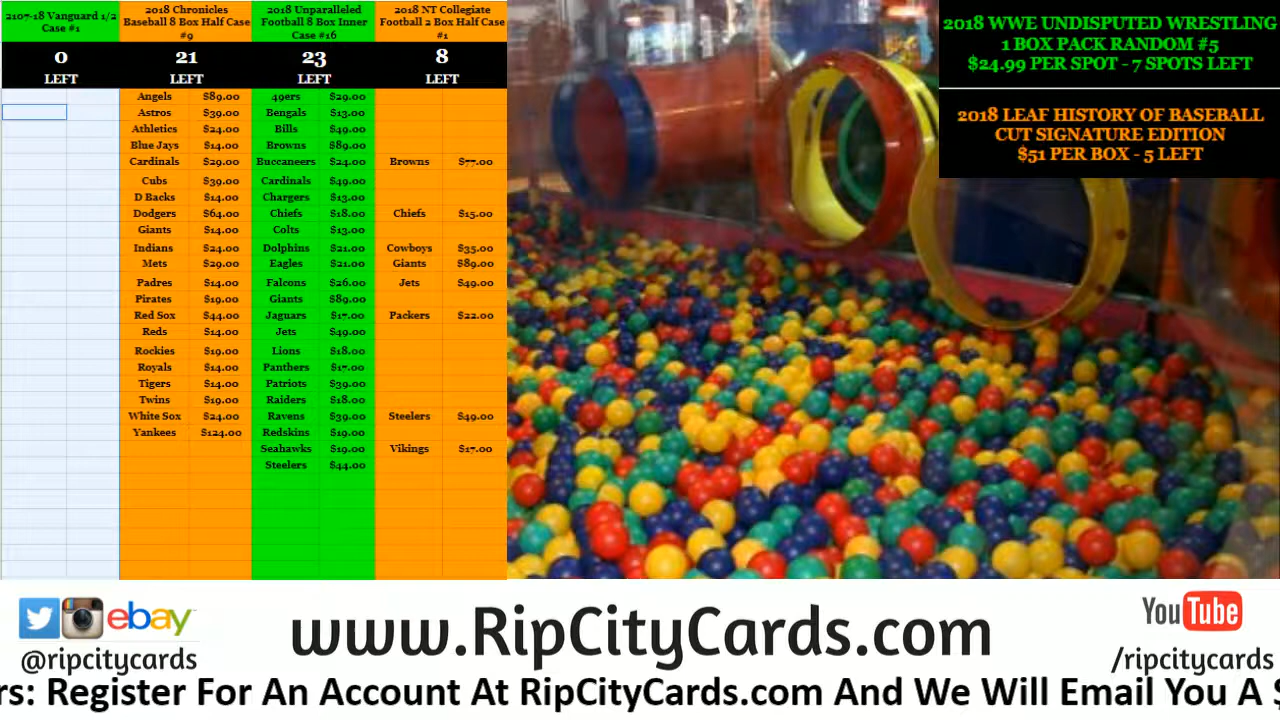 2107-18 Vanguard 1/2
Case #1
0
LEFT
2018 Chronicles
Baseball 8 Box Half Case
#9
21
LEFT
Angels $89.00
Astros $39.00
Athletics $24.00
Blue Jays $14.00
Cardinals $29.00
Cubs $39.00
D Backs $14.00
Dodgers $64.00
Giants $14.00
Indians $24.00
Mets $29.00
Padres $14.00
Pirates $19.00
Red Sox $44.00
Reds $14.00
Rockies $19.00
Royals $14.00
Tigers $14.00
Twins $19.00
White Sox $24.00
Yankees $124.00
2018 Unparalleled
Football 8 Box Inner
Case #16
23
LEFT
49ers $29.00
Bengals $13.00
Bills $49.00
Browns $89.00
Buccaneers $24.00
Cardinals $49.00
Chargers $13.00
Chiefs $18.00
Colts $13.00
Dolphins $21.00
Eagles $21.00
Falcons $26.00
Giants $89.00
Jaguars $17.00
Jets $49.00
Lions $18.00
Panthers $17.00
Patriots $39.00
Raiders $18.00
Ravens $39.00
Redskins $19.00
Seahawks $19.00
Steelers $44.00
2018 NT Collegiate
Football 2 Box Half Case
#1
8
LEFT
Browns $77.00
Chiefs $15.00
Cowboys $35.00
Giants $89.00
Jets $49.00
Packers $22.00
Steelers $49.00
Vikings $17.00
2018 WWE UNDISPUTED WRESTLING
1 BOX PACK RANDOM #5
$24.99 PER SPOT - 7 SPOTS LEFT
2018 LEAF HISTORY OF BASEBALL
CUT SIGNATURE EDITION
$51 PER BOX - 5 LEFT
ebay
@ripcitycards
www.RipCityCards.com
YouTube
/ripcitycards
rs: Register For An Account At RipCityCards.com And We Will Email You A $